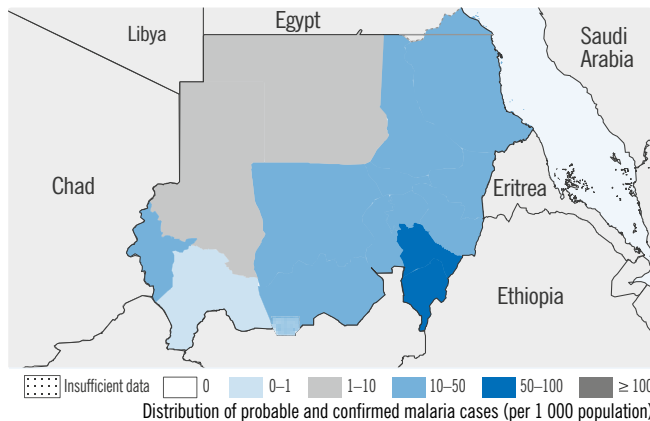 Egypt
Libya
Saudi
Arabia
Chad
Eritrea
Ethiopia
Insufficient data 0 0–1 1–10 10–50 50–100 ≥ 100
Distribution of probable and confirmed malaria cases (per 1 000 population)